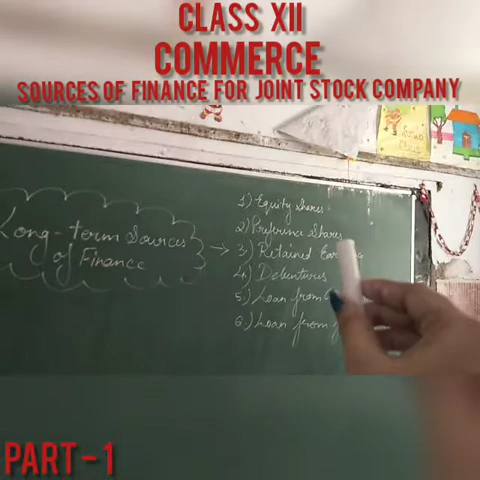 CLASS XII
COMMERCE
SOURCES OF FINANCE FOR JOINT STOCK COMPANY
Long-term Sources
of Finance
1) Equity shares
2) Preference Shares
3) Retained
4) Debentures
5) Loan from
6) Loan from
PART-1